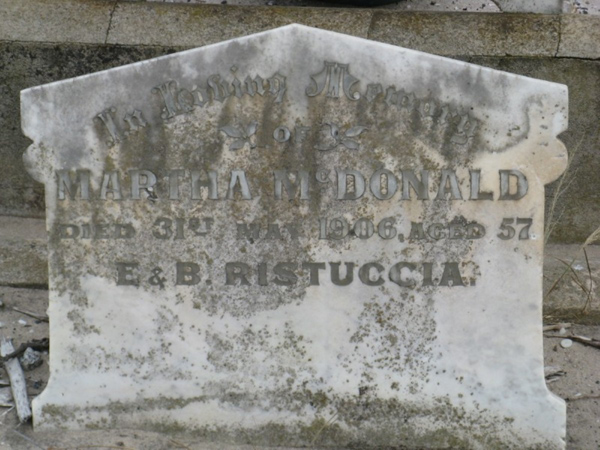 In Loving Memory
of
MARTHA McDONALD
DIED 31st MAY 1906, AGED 57
E & B. RISTUCCIA.